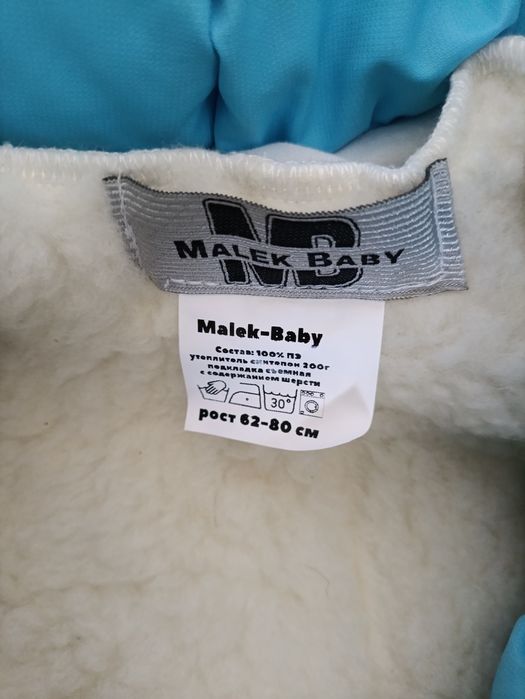 MB
MALEK BABY
Malek-Baby
Состав: 100% ПЭ
утеплитель синтепон 200г
подкладка съемная
с содержанием шерсти
30°
рост 62-80 см